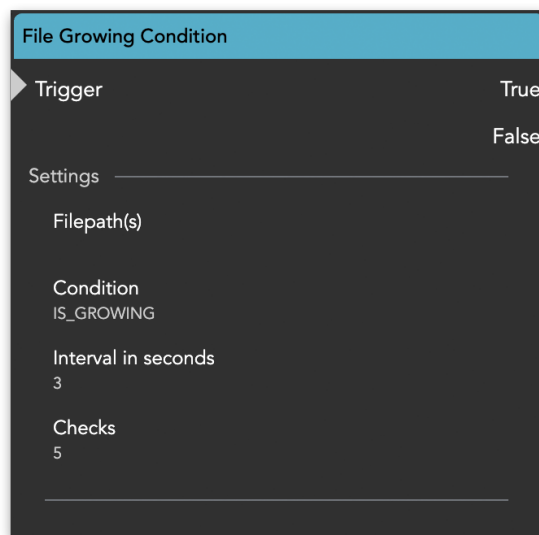 File Growing Condition
Trigger
True
False
Settings
Filepath(s)
Condition
IS_GROWING
Interval in seconds
3
Checks
5